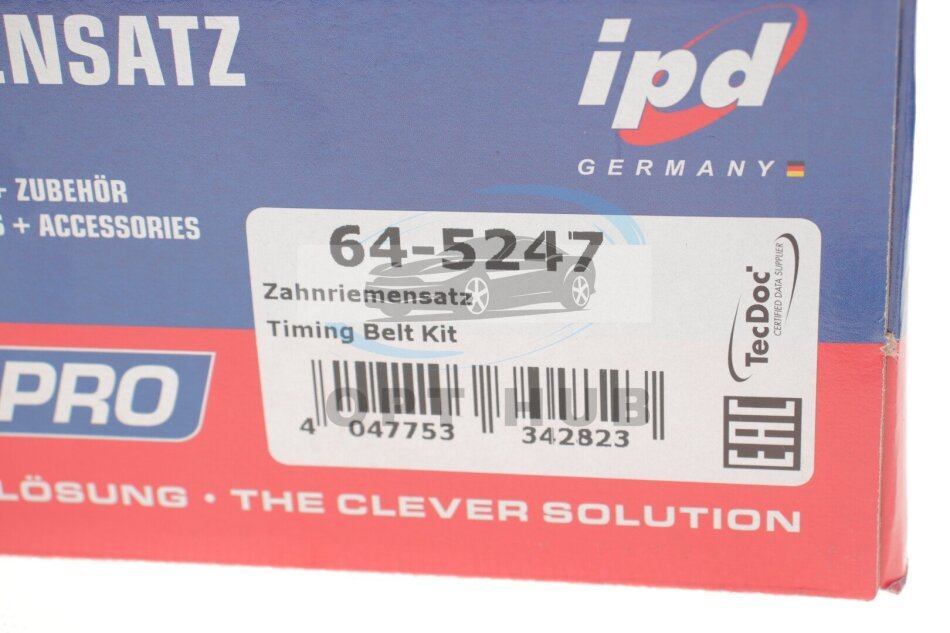 ENSATZ
ipd
GERMANY
+ ZUBEHÖR
S + ACCESSORIES
64-5247
Zahnriemensatz
Timing Belt Kit
TecDoc®
CERTIFIED DATA SUPPLIER
PRO
OPT HUB
4 047753 342823
EAC
LÖSUNG • THE CLEVER SOLUTION